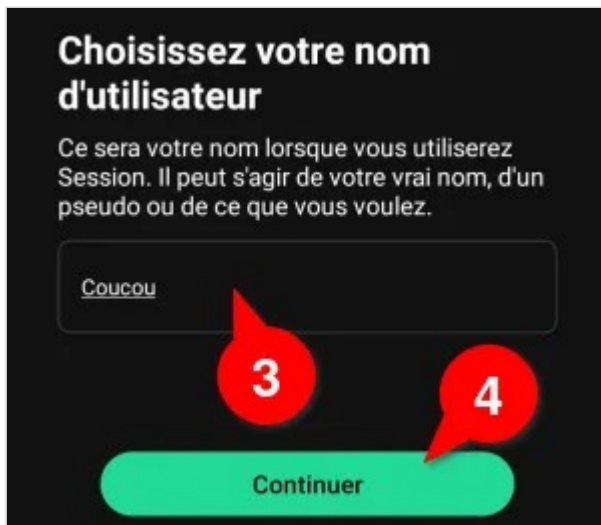 Choisissez votre nom
d'utilisateur
Ce sera votre nom lorsque vous utiliserez
Session. Il peut s'agir de votre vrai nom, d'un
pseudo ou de ce que vous voulez.
Coucou
3
4
Continuer